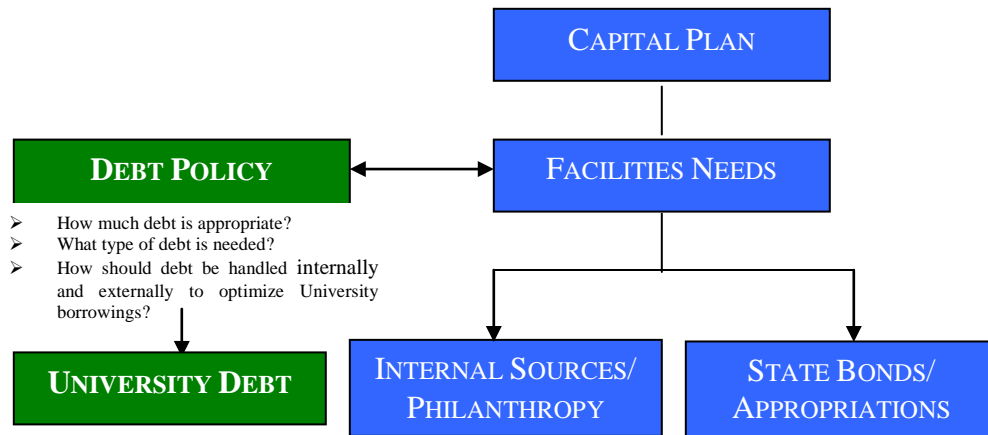 CAPITAL PLAN
DEBT POLICY
FACILITIES NEEDS
➢ How much debt is appropriate?
➢ What type of debt is needed?
➢ How should debt be handled internally
and externally to optimize University
borrowings?
UNIVERSITY DEBT
INTERNAL SOURCES/
PHILANTHROPY
STATE BONDS/
APPROPRIATIONS